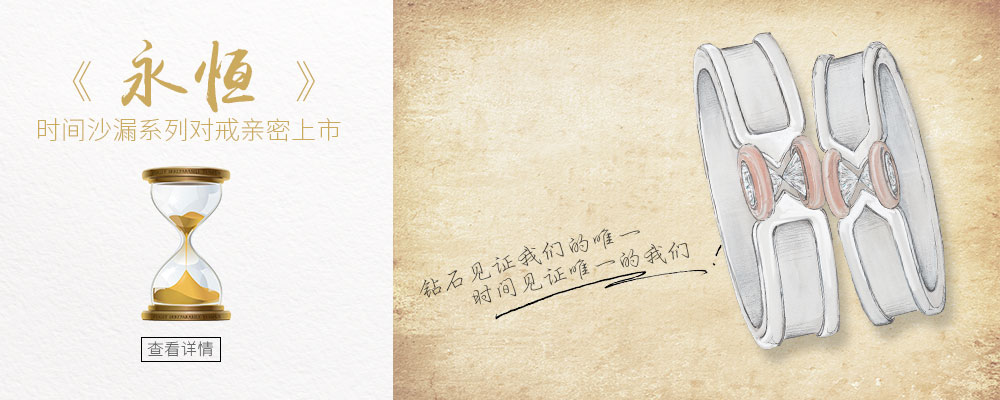 《 永恒 》
时间沙漏系列对戒亲密上市
查看详情
钻石见证我们的唯一
时间见证唯一的我们！